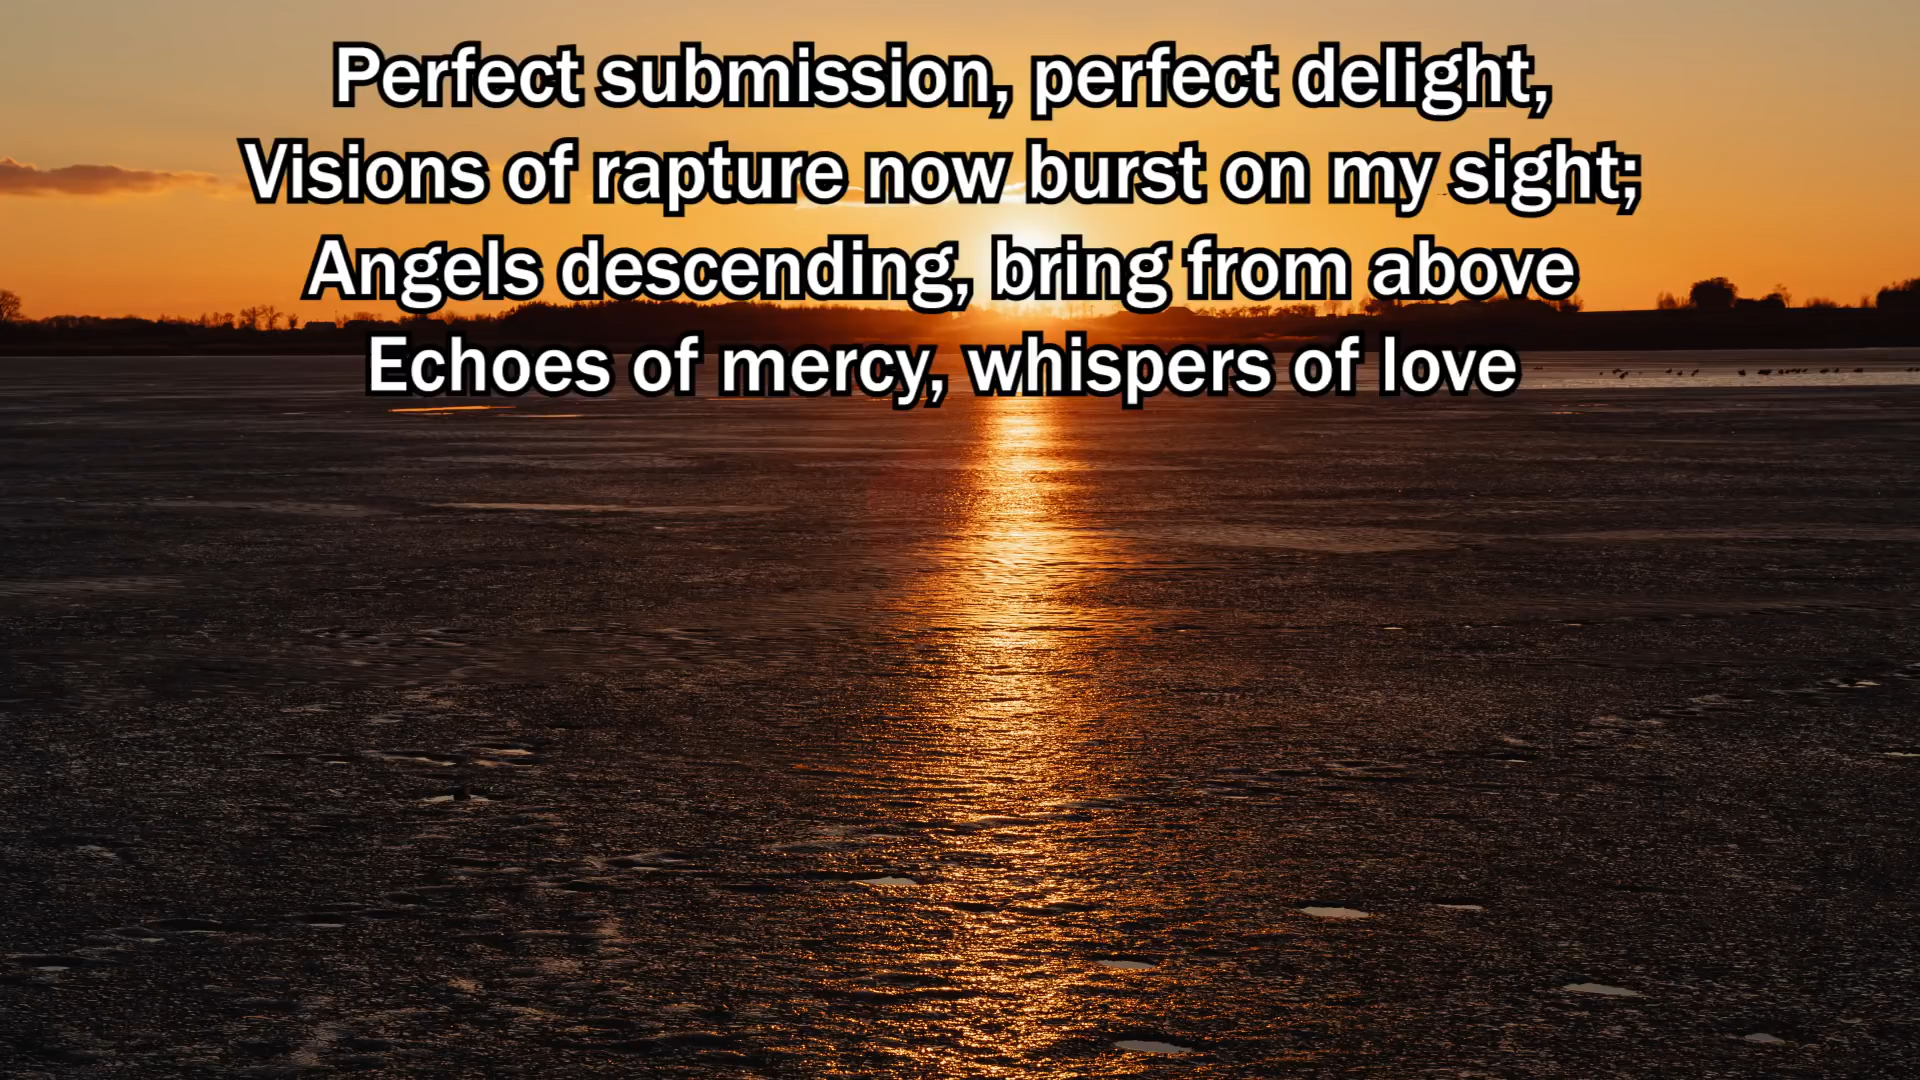 Perfect submission, perfect delight,
Visions of rapture now burst on my sight;
Angels descending, bring from above
Echoes of mercy, whispers of love